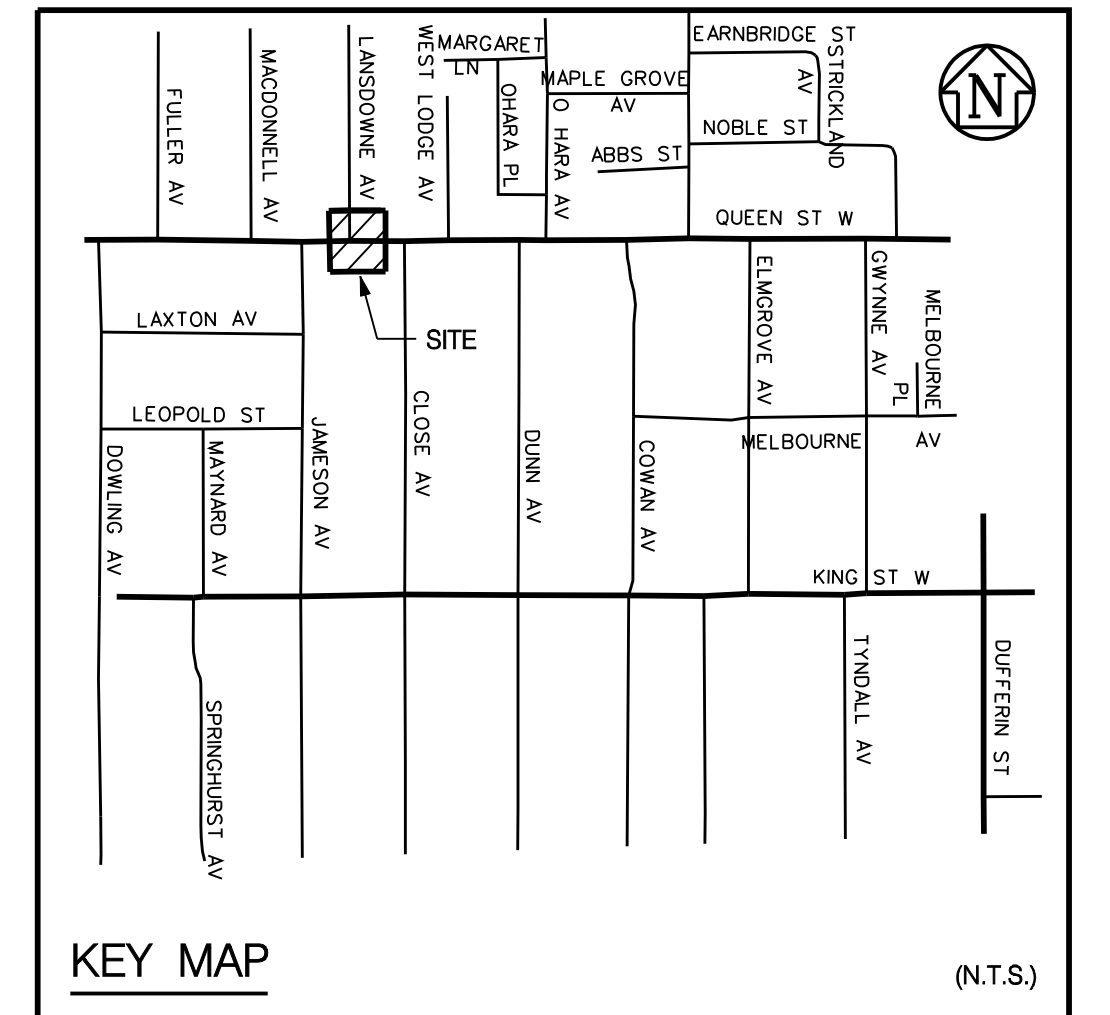 FULLER AV
MACDONNELL AV
LANSDOWNE AV
WEST LODGE AV
MARGARET
LN
OHARA PL
O HARA AV
MAPLE GROVE
AV
ABBS ST
EARNBRIDGE ST
STRICKLAND
AV
NOBLE ST
QUEEN ST W
N
LAXTON AV
SITE
LEOPOLD ST
DOWLING AV
MAYNARD AV
JAMESON AV
CLOSE AV
DUNN AV
COWAN AV
ELMGROVE AV
GWYNNE AV
MELBOURNE
PL
MELBOURNE AV
KING ST W
SPRINGHURST AV
TYNDALL AV
DUFFERIN ST
KEY MAP
(N.T.S.)